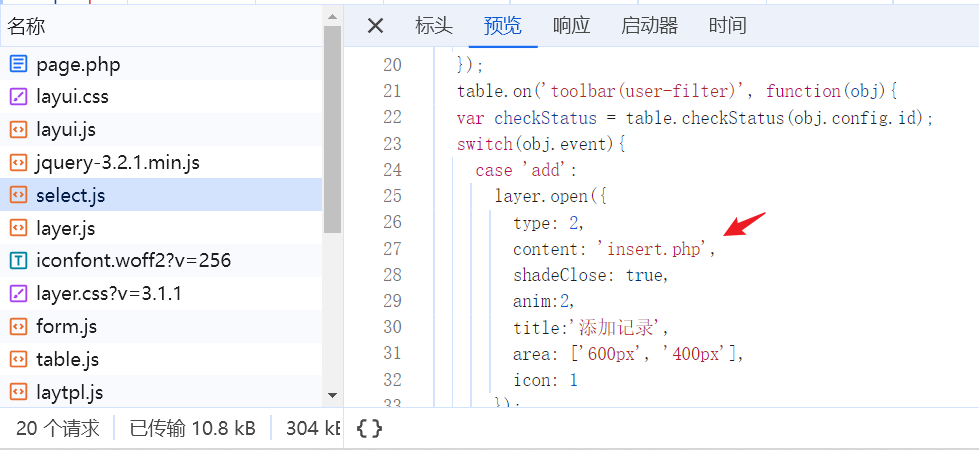 名称
page.php
layui.css
layui.js
jquery-3.2.1.min.js
select.js
layer.js
iconfont.woff2?v=256
layer.css?v=3.1.1
form.js
table.js
laytpl.js
20 个请求 已传输 10.8 kB 304 kB
标头 预览 响应 启动器 时间
20 });
21 table.on('toolbar(user-filter)', function(obj){
22 var checkStatus = table.checkStatus(obj.config.id);
23 switch(obj.event){
24 case 'add':
25 layer.open({
26 type: 2,
27 content: 'insert.php',
28 shadeClose: true,
29 anim:2,
30 title:'添加记录',
31 area: ['600px', '400px'],
32 icon: 1
33 });
{}